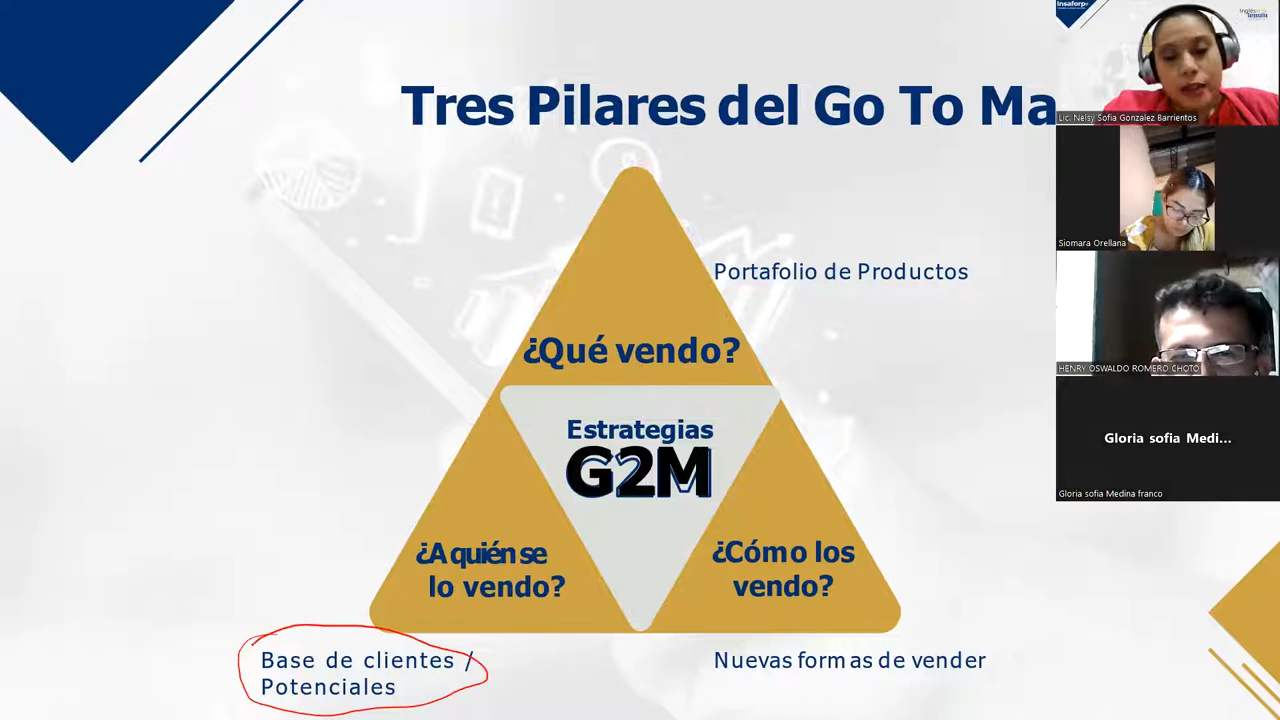 Tres Pilares del Go To Ma
Portafolio de Productos
¿Qué vendo?
Estrategias
G2M
¿A quién se
lo vendo?
¿Cómo los
vendo?
Base de clientes /
Potenciales
Nuevas formas de vender
Insaforp
Lic. Nelsy Sofia Gonzalez Barrientos
Siomara Orellana
HENRY OSWALDO ROMERO CHOTO
Gloria sofia Medi...
Gloria sofia Medina franco